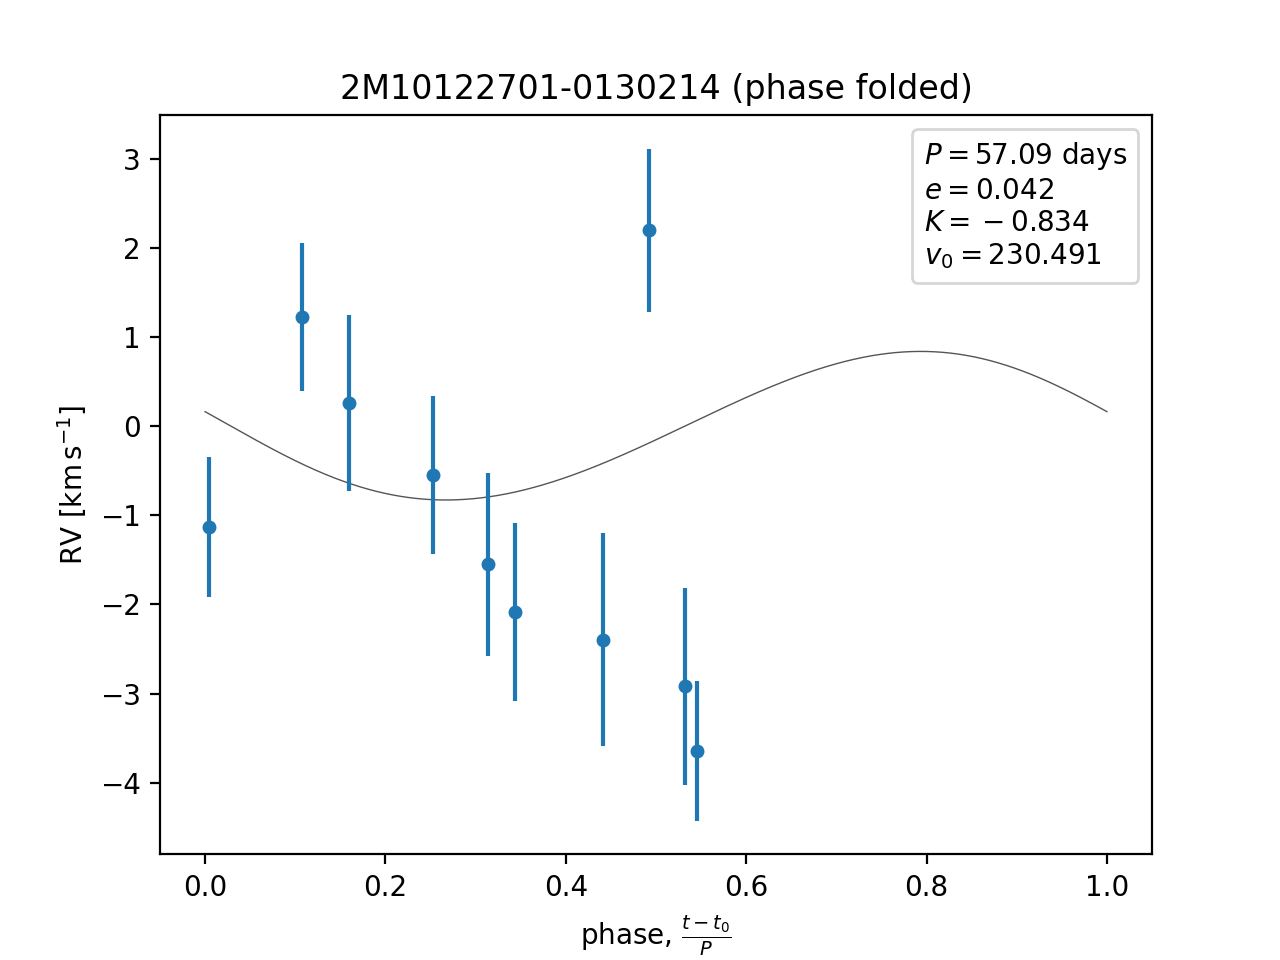 2M10122701-0130214 (phase folded)
P = 57.09 days
e = 0.042
K = −0.834
v₀ = 230.491
RV [km s⁻¹]
3
2
1
0
−1
−2
−3
−4
0.0 0.2 0.4 0.6 0.8 1.0
phase, (t − t₀)/P